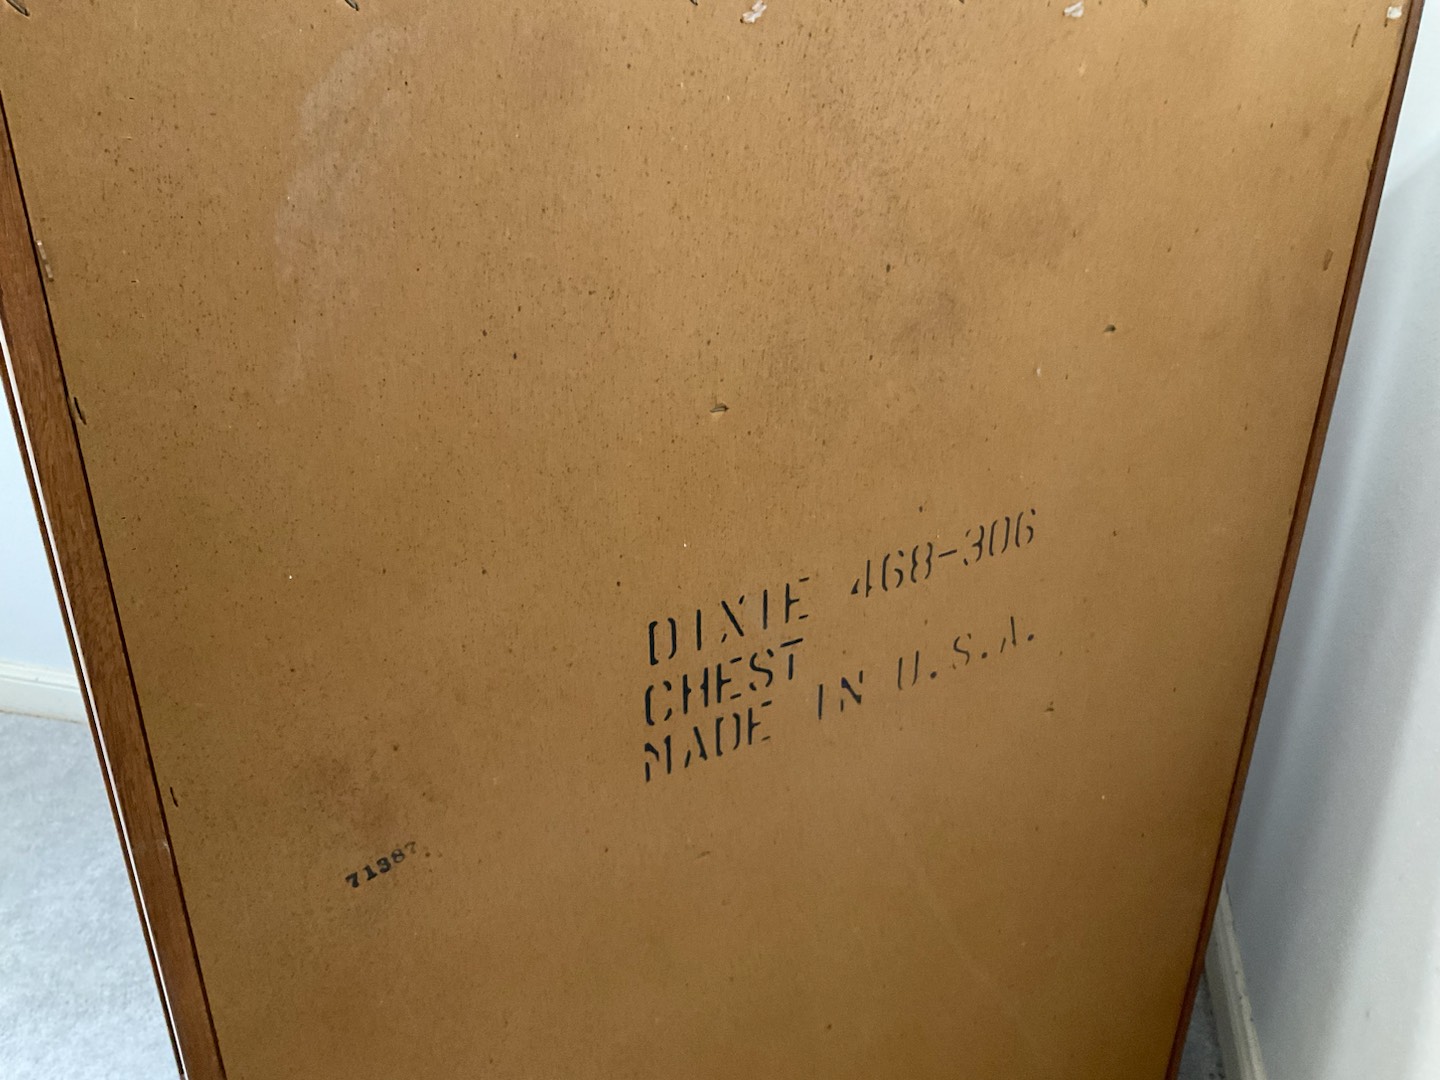 DIXIE 468-306
CHEST
MADE IN U.S.A.
71387